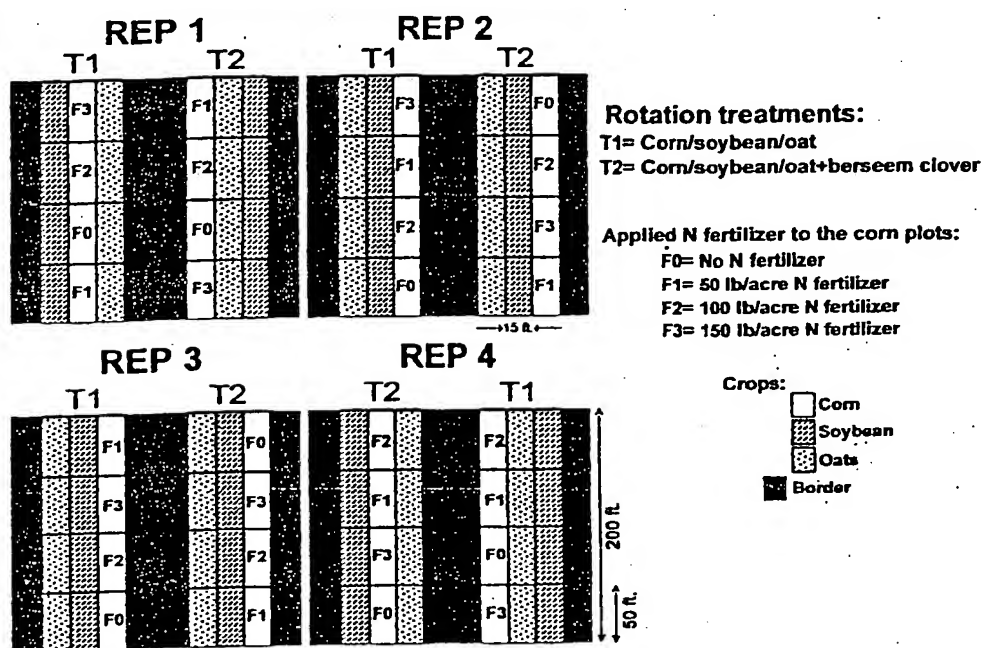 REP 1
T1 T2
F3 F1
F2 F2
F0 F0
F1 F3
REP 2
T1 T2
F3 F0
F1 F2
F2 F3
F0 F1
15 ft.
Rotation treatments:
T1= Corn/soybean/oat
T2= Corn/soybean/oat+berseem clover
Applied N fertilizer to the corn plots:
F0= No N fertilizer
F1= 50 lb/acre N fertilizer
F2= 100 lb/acre N fertilizer
F3= 150 lb/acre N fertilizer
REP 3
T1 T2
F1 F0
F3 F3
F2 F2
F0 F1
REP 4
T2 T1
F2 F2
F1 F1
F3 F0
F0 F3
200 ft.
50 ft.
Crops:
Corn
Soybean
Oats
Border